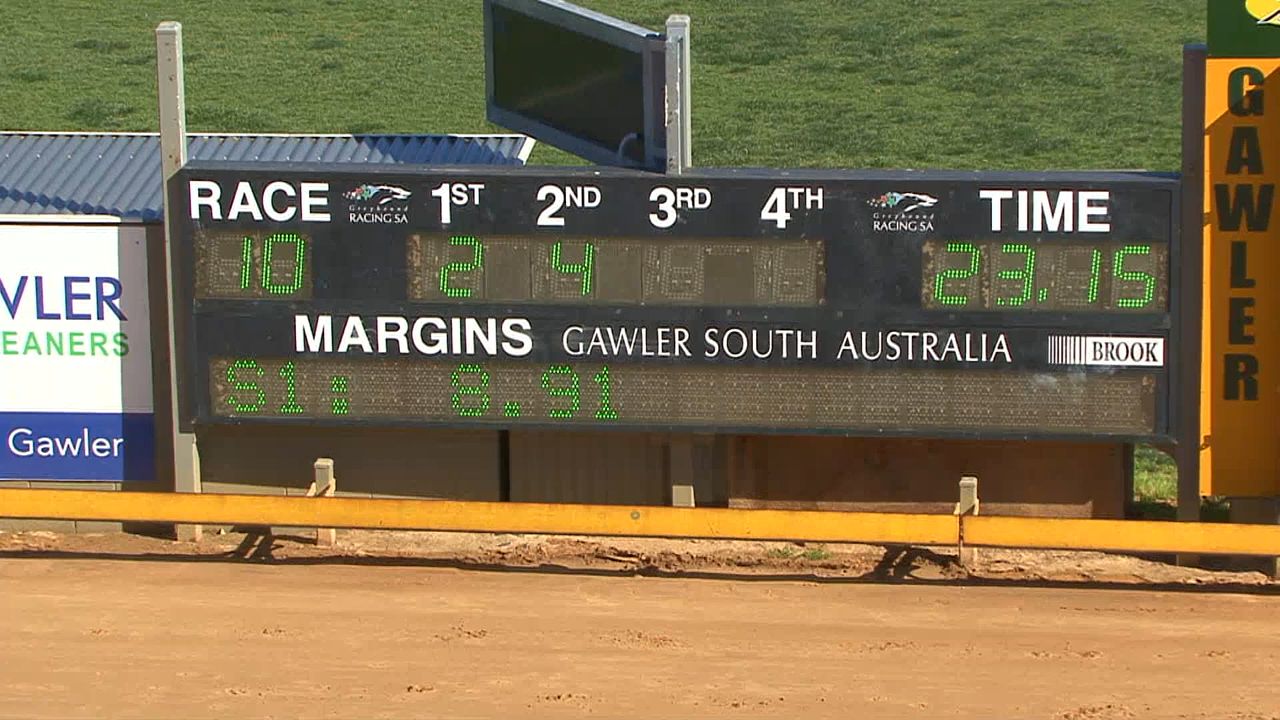 RACE
Greyhound
RACING SA
1ST
2ND
3RD
4TH
Greyhound
RACING SA
TIME
10
2
4
23.15
MARGINS
GAWLER SOUTH AUSTRALIA
BROOK
S1: 8.91
VLER
EANERS
Gawler
GAWLER